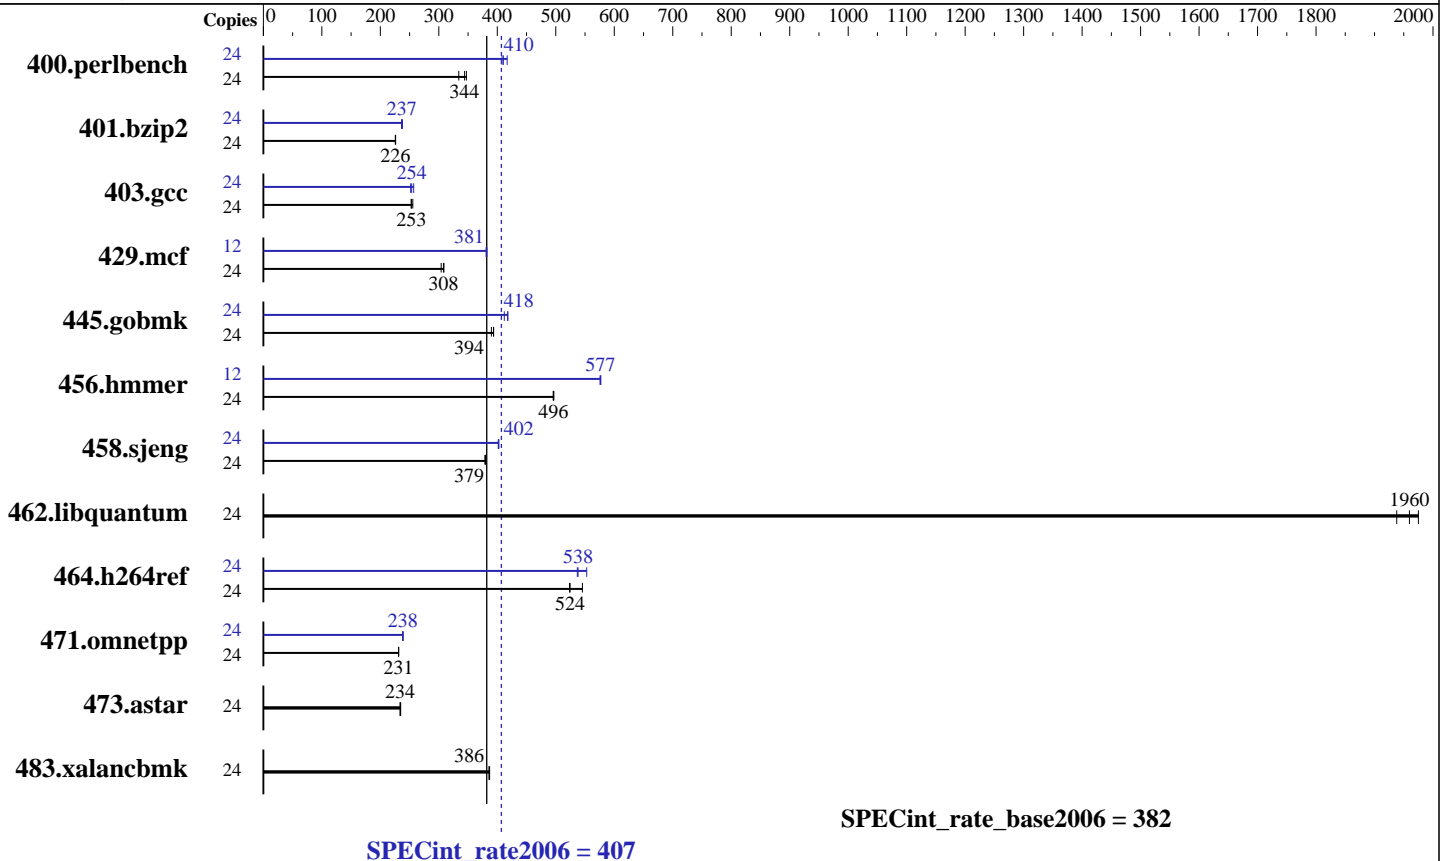 Copies 0 100 200 300 400 500 600 700 800 900 1000 1100 1200 1300 1400 1500 1600 1700 1800 2000
400.perlbench 24 410
24 344
401.bzip2 24 237
24 226
403.gcc 24 254
24 253
429.mcf 12 381
24 308
445.gobmk 24 418
24 394
456.hmmer 12 577
24 496
458.sjeng 24 402
24 379
462.libquantum 24 1960
464.h264ref 24 538
24 524
471.omnetpp 24 238
24 231
473.astar 24 234
483.xalancbmk 24 386
SPECint_rate_base2006 = 382
SPECint_rate2006 = 407